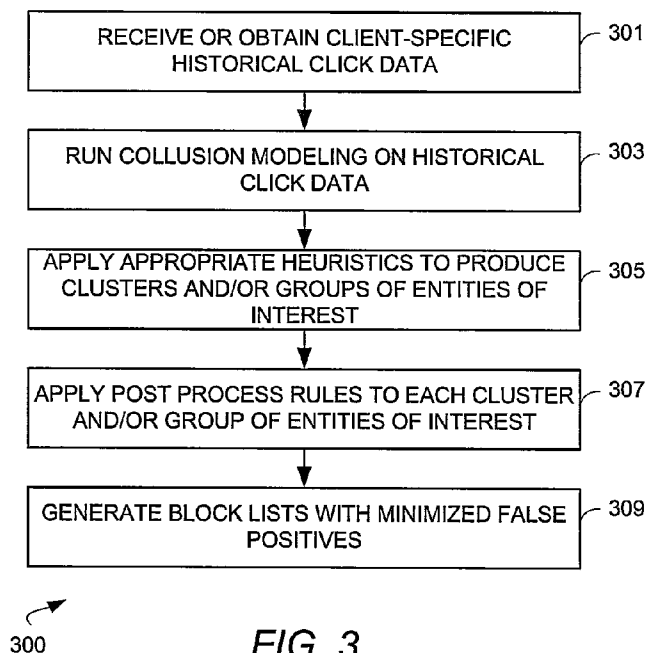 RECEIVE OR OBTAIN CLIENT-SPECIFIC
HISTORICAL CLICK DATA
301
RUN COLLUSION MODELING ON HISTORICAL
CLICK DATA
303
APPLY APPROPRIATE HEURISTICS TO PRODUCE
CLUSTERS AND/OR GROUPS OF ENTITIES OF
INTEREST
305
APPLY POST PROCESS RULES TO EACH CLUSTER
AND/OR GROUP OF ENTITIES OF INTEREST
307
GENERATE BLOCK LISTS WITH MINIMIZED FALSE
POSITIVES
309
300
FIG. 3